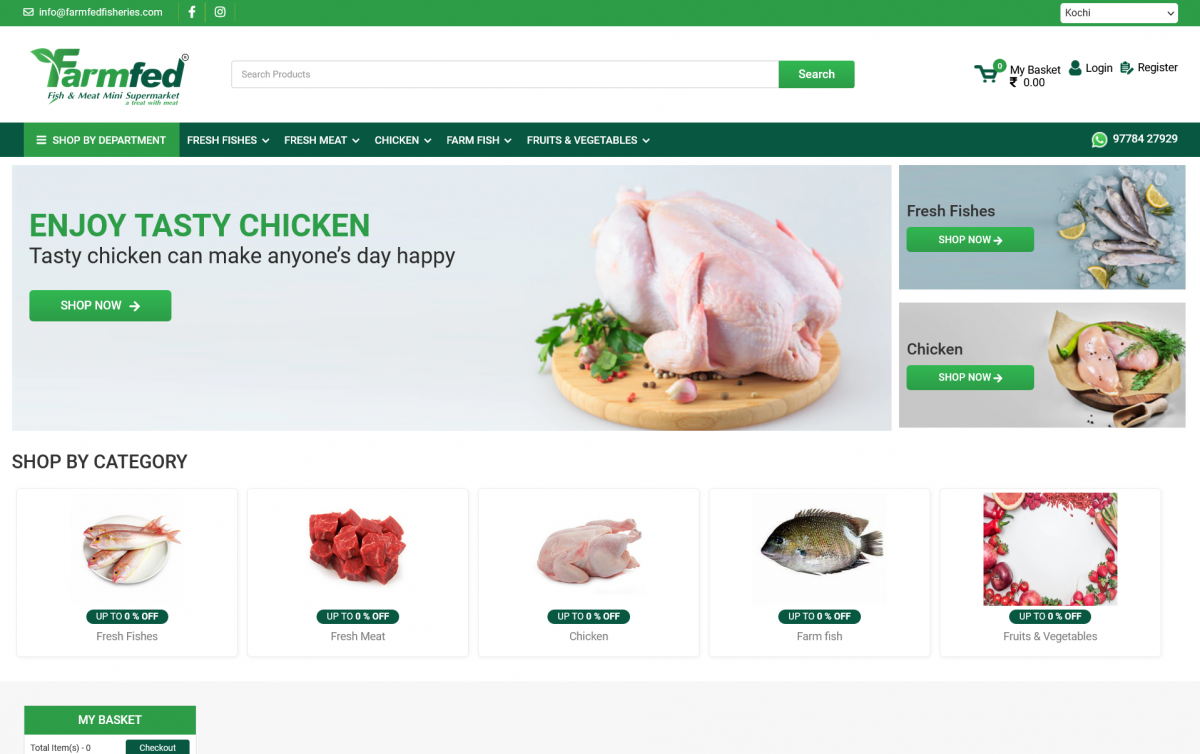 info@farmfedfisheries.com
Kochi
Farmfed®
Fish & Meat Mini Supermarket
a treat with meat
Search Products
Search
0
My Basket
₹ 0.00
Login
Register
SHOP BY DEPARTMENT
FRESH FISHES
FRESH MEAT
CHICKEN
FARM FISH
FRUITS & VEGETABLES
97784 27929
ENJOY TASTY CHICKEN
Tasty chicken can make anyone’s day happy
SHOP NOW
Fresh Fishes
SHOP NOW
Chicken
SHOP NOW
SHOP BY CATEGORY
UP TO 0 % OFF
Fresh Fishes
UP TO 0 % OFF
Fresh Meat
UP TO 0 % OFF
Chicken
UP TO 0 % OFF
Farm fish
UP TO 0 % OFF
Fruits & Vegetables
MY BASKET
Total Item(s) - 0
Checkout